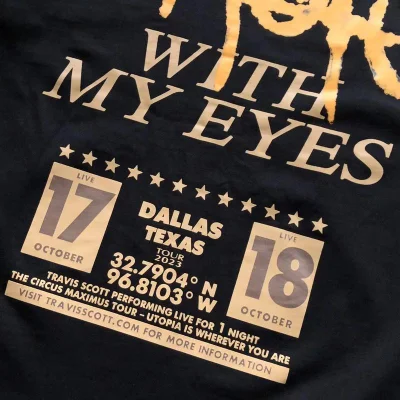 WITH
MY EYES
LIVE
17
OCTOBER
DALLAS
TEXAS
TOUR
2023
32.7904° N
96.8103° W
LIVE
18
OCTOBER
TRAVIS SCOTT PERFORMING LIVE FOR 1 NIGHT
THE CIRCUS MAXIMUS TOUR - UTOPIA IS WHEREVER YOU ARE
VISIT TRAVISSCOTT.COM FOR MORE INFORMATION